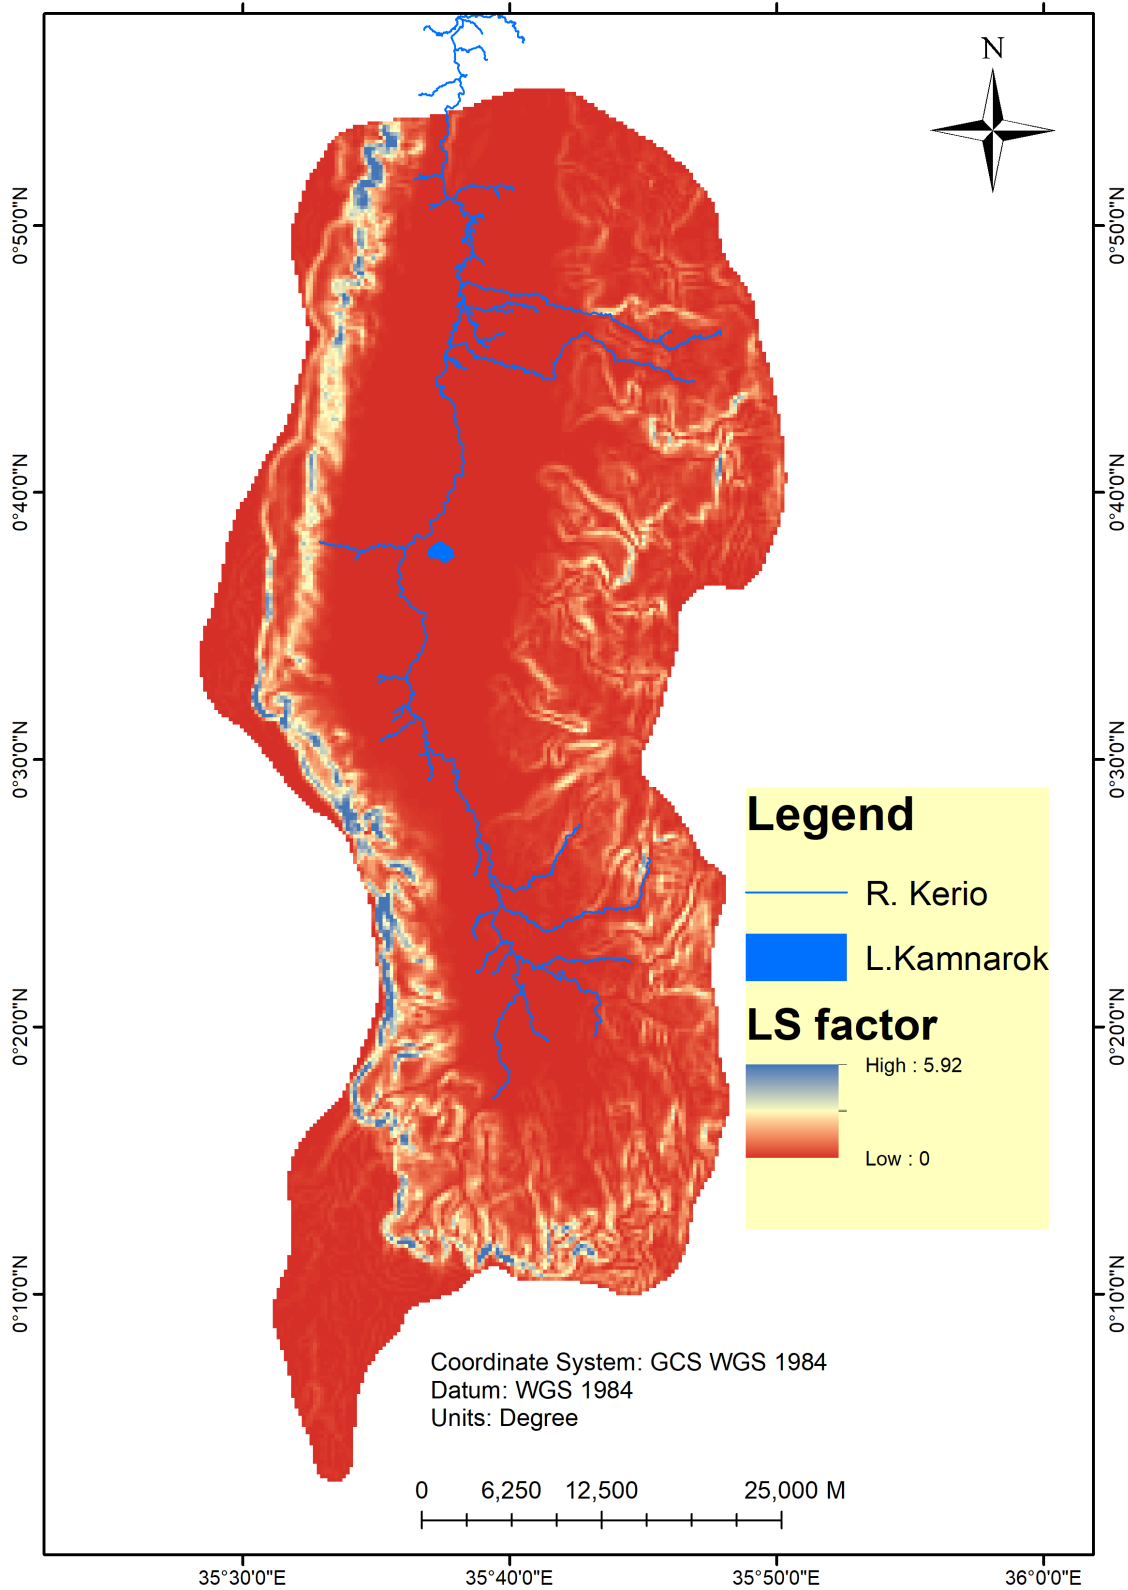 N
0°50'0"N
0°50'0"N
0°40'0"N
0°40'0"N
0°30'0"N
0°30'0"N
Legend
R. Kerio
L.Kamnarok
LS factor
High : 5.92
Low : 0
0°20'0"N
0°20'0"N
0°10'0"N
0°10'0"N
Coordinate System: GCS WGS 1984
Datum: WGS 1984
Units: Degree
0 6,250 12,500 25,000 M
35°30'0"E 35°40'0"E 35°50'0"E 36°0'0"E